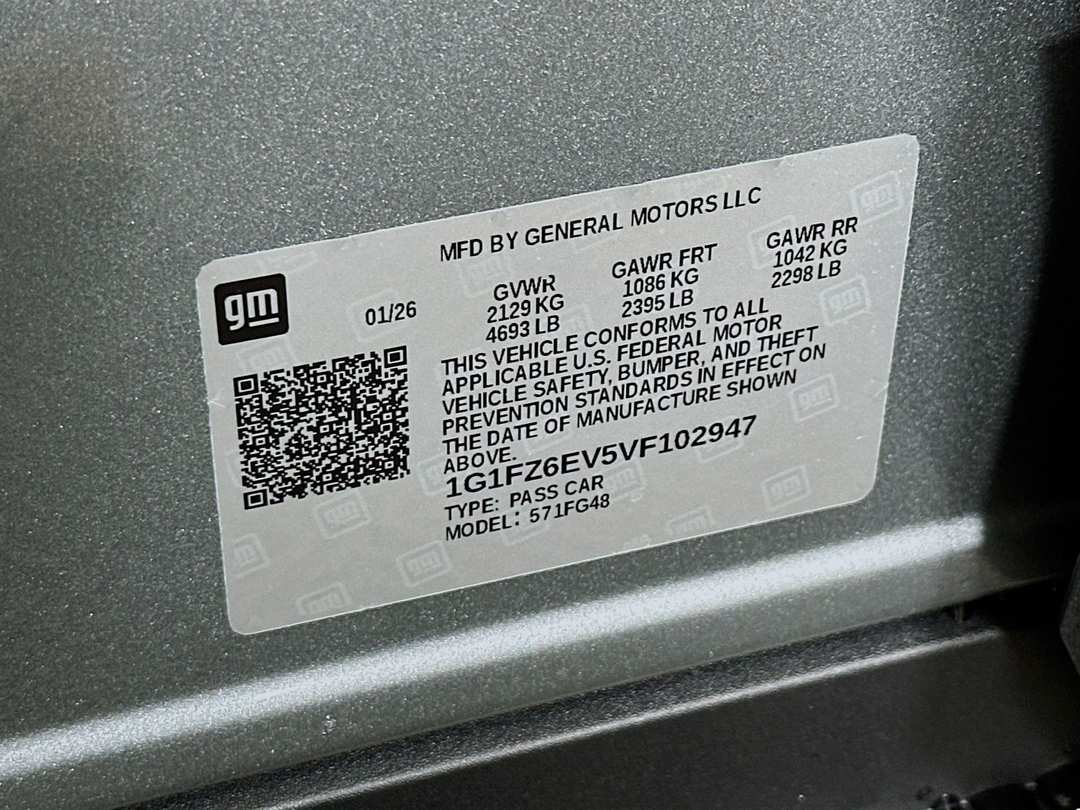 MFD BY GENERAL MOTORS LLC
gm
01/26
GVWR
2129 KG
4693 LB
GAWR FRT
1086 KG
2395 LB
GAWR RR
1042 KG
2298 LB
THIS VEHICLE CONFORMS TO ALL
APPLICABLE U.S. FEDERAL MOTOR
VEHICLE SAFETY, BUMPER, AND THEFT
PREVENTION STANDARDS IN EFFECT ON
THE DATE OF MANUFACTURE SHOWN
ABOVE.
1G1FZ6EV5VF102947
TYPE: PASS CAR
MODEL: 571FG48